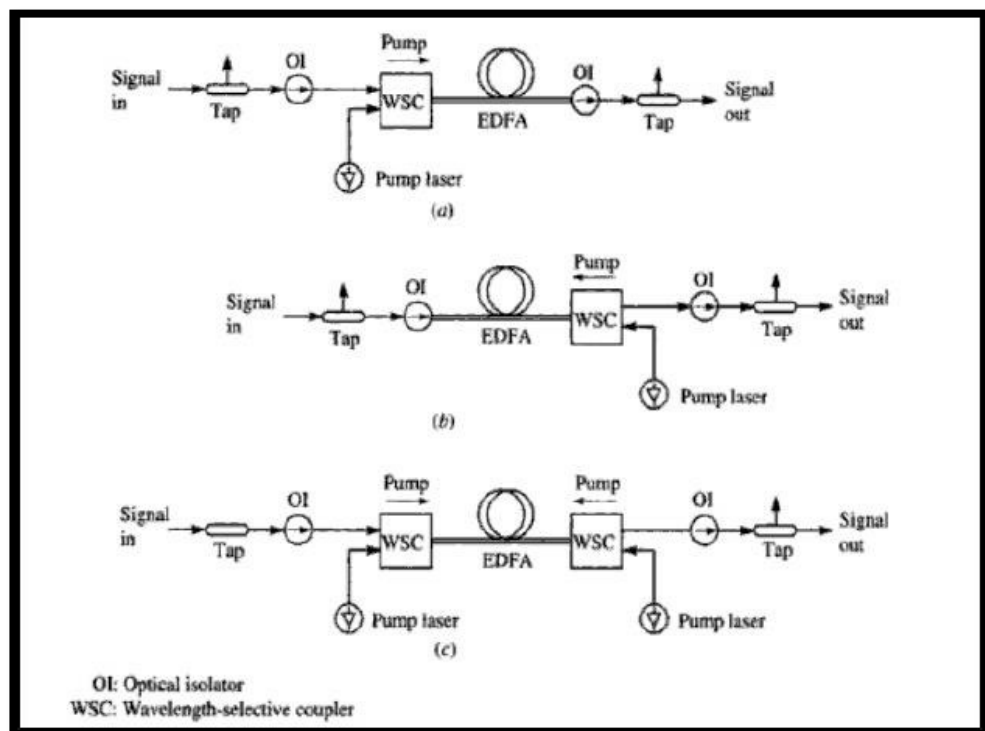 Pump
OI
OI
Signal
in
WSC
Signal
out
Tap
EDFA
Tap
Pump laser
(a)
Pump
OI
OI
Signal
in
Signal
out
WSC
Tap
EDFA
Tap
Pump laser
(b)
Pump
Pump
OI
OI
Signal
in
Signal
out
WSC
WSC
Tap
EDFA
Tap
Pump laser
Pump laser
(c)
OI: Optical isolator
WSC: Wavelength-selective coupler